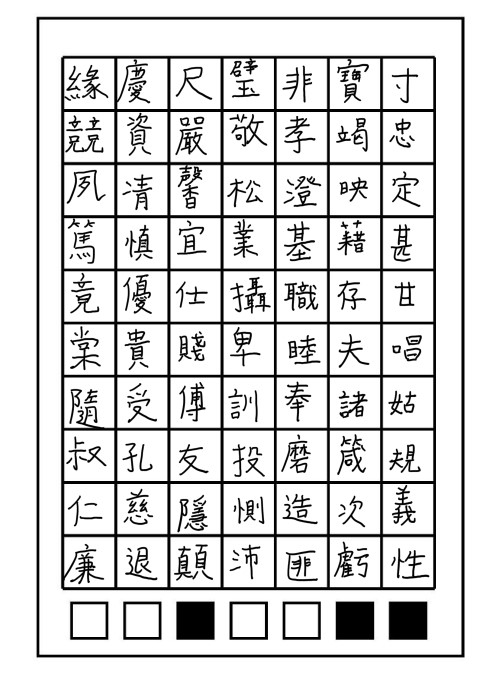 緣慶尺璧非寶寸
競資嚴敬孝竭忠
夙凊馨松澄映定
篤慎宜業基藉甚
竟優仕攝職存甘
棠貴賤卑睦夫唱
隨受傅訓奉諸姑
叔孔友投磨箴規
仁慈隱惻造次義
廉退顛沛匪虧性